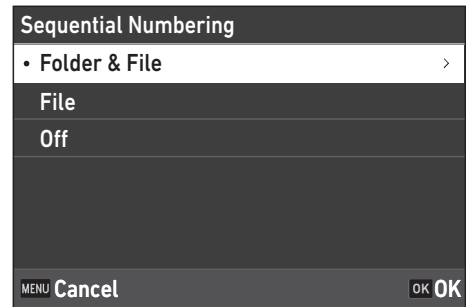 Sequential Numbering
• Folder & File >
File
Off
MENU Cancel OK OK